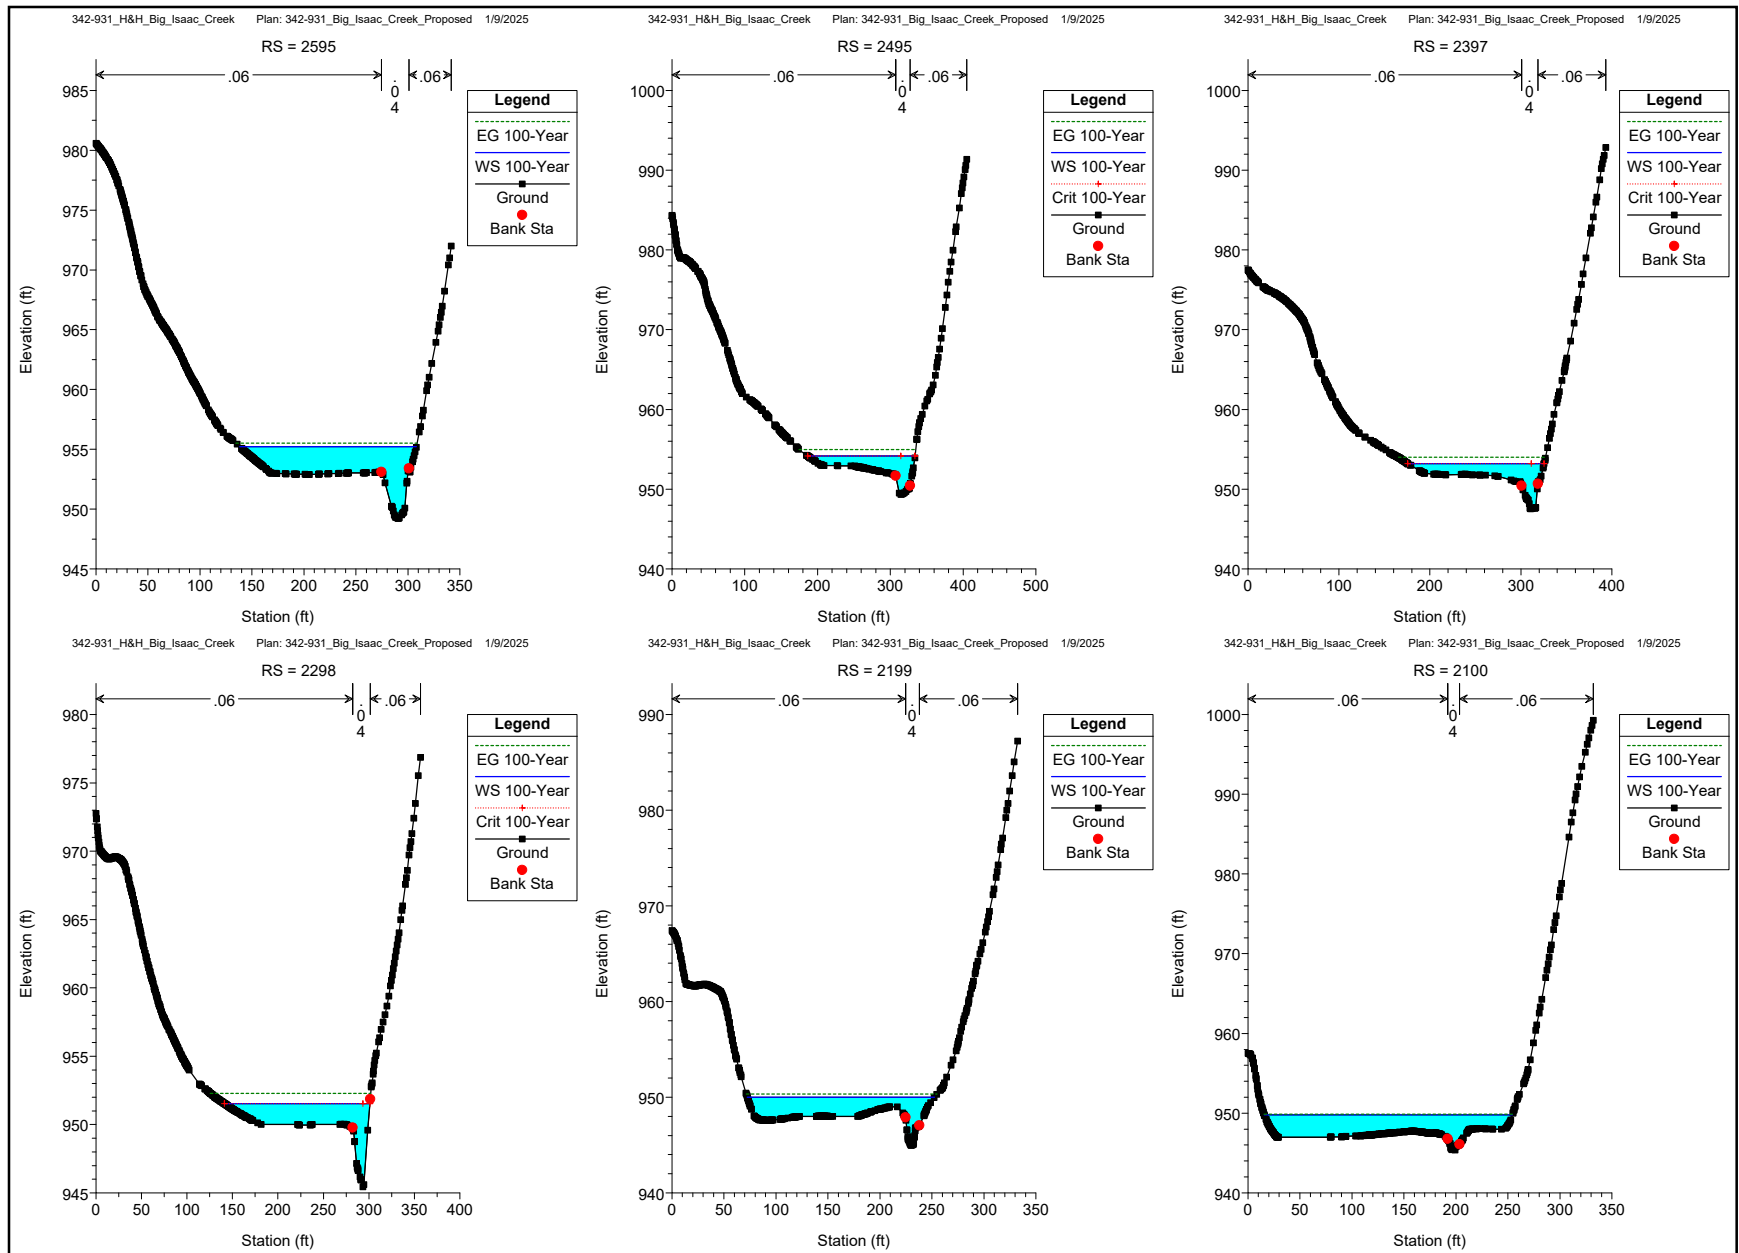 342-931_H&H_Big_Isaac_Creek Plan: 342-931_Big_Isaac_Creek_Proposed 1/9/2025
RS = 2595
.06 .04 .06
985
980
975
970
965
960
955
950
945
Elevation (ft)
0 50 100 150 200 250 300 350
Station (ft)
Legend
EG 100-Year
WS 100-Year
Ground
Bank Sta
342-931_H&H_Big_Isaac_Creek Plan: 342-931_Big_Isaac_Creek_Proposed 1/9/2025
RS = 2495
.06 .04 .06
1000
990
980
970
960
950
940
Elevation (ft)
0 100 200 300 400 500
Station (ft)
Legend
EG 100-Year
WS 100-Year
Crit 100-Year
Ground
Bank Sta
342-931_H&H_Big_Isaac_Creek Plan: 342-931_Big_Isaac_Creek_Proposed 1/9/2025
RS = 2397
.06 .04 .06
1000
990
980
970
960
950
940
Elevation (ft)
0 100 200 300 400
Station (ft)
Legend
EG 100-Year
WS 100-Year
Crit 100-Year
Ground
Bank Sta
342-931_H&H_Big_Isaac_Creek Plan: 342-931_Big_Isaac_Creek_Proposed 1/9/2025
RS = 2298
.06 .04 .06
980
975
970
965
960
955
950
945
Elevation (ft)
0 50 100 150 200 250 300 350 400
Station (ft)
Legend
EG 100-Year
WS 100-Year
Crit 100-Year
Ground
Bank Sta
342-931_H&H_Big_Isaac_Creek Plan: 342-931_Big_Isaac_Creek_Proposed 1/9/2025
RS = 2199
.06 .04 .06
990
980
970
960
950
940
Elevation (ft)
0 50 100 150 200 250 300 350
Station (ft)
Legend
EG 100-Year
WS 100-Year
Ground
Bank Sta
342-931_H&H_Big_Isaac_Creek Plan: 342-931_Big_Isaac_Creek_Proposed 1/9/2025
RS = 2100
.06 .04 .06
1000
990
980
970
960
950
940
Elevation (ft)
0 50 100 150 200 250 300 350
Station (ft)
Legend
EG 100-Year
WS 100-Year
Ground
Bank Sta